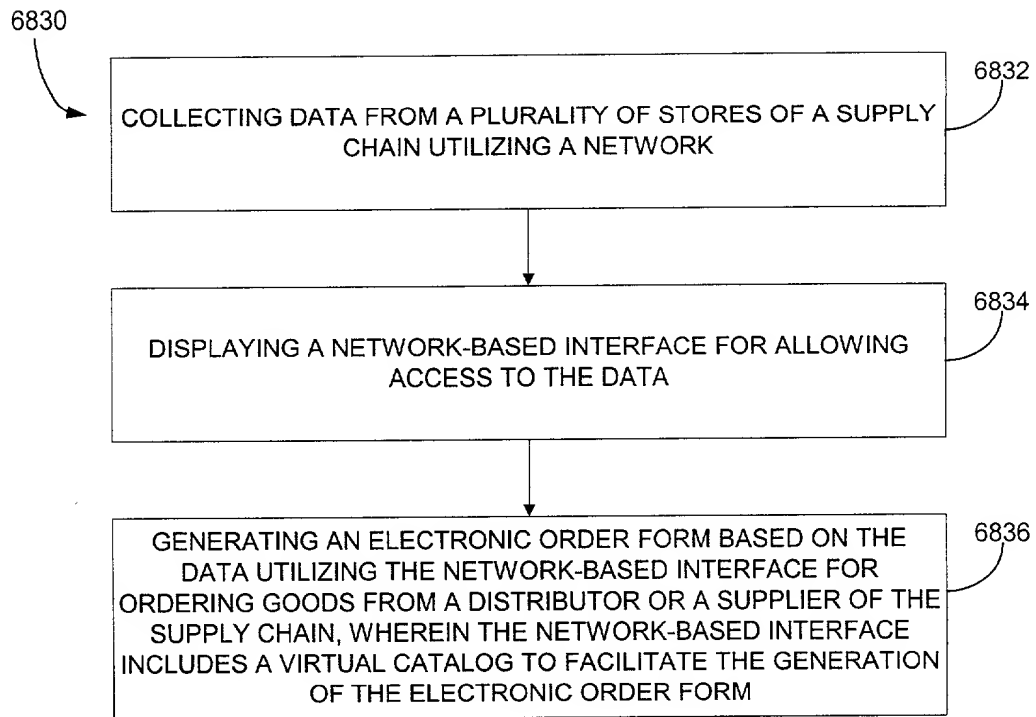 6830
6832
COLLECTING DATA FROM A PLURALITY OF STORES OF A SUPPLY
CHAIN UTILIZING A NETWORK
6834
DISPLAYING A NETWORK-BASED INTERFACE FOR ALLOWING
ACCESS TO THE DATA
6836
GENERATING AN ELECTRONIC ORDER FORM BASED ON THE
DATA UTILIZING THE NETWORK-BASED INTERFACE FOR
ORDERING GOODS FROM A DISTRIBUTOR OR A SUPPLIER OF THE
SUPPLY CHAIN, WHEREIN THE NETWORK-BASED INTERFACE
INCLUDES A VIRTUAL CATALOG TO FACILITATE THE GENERATION
OF THE ELECTRONIC ORDER FORM